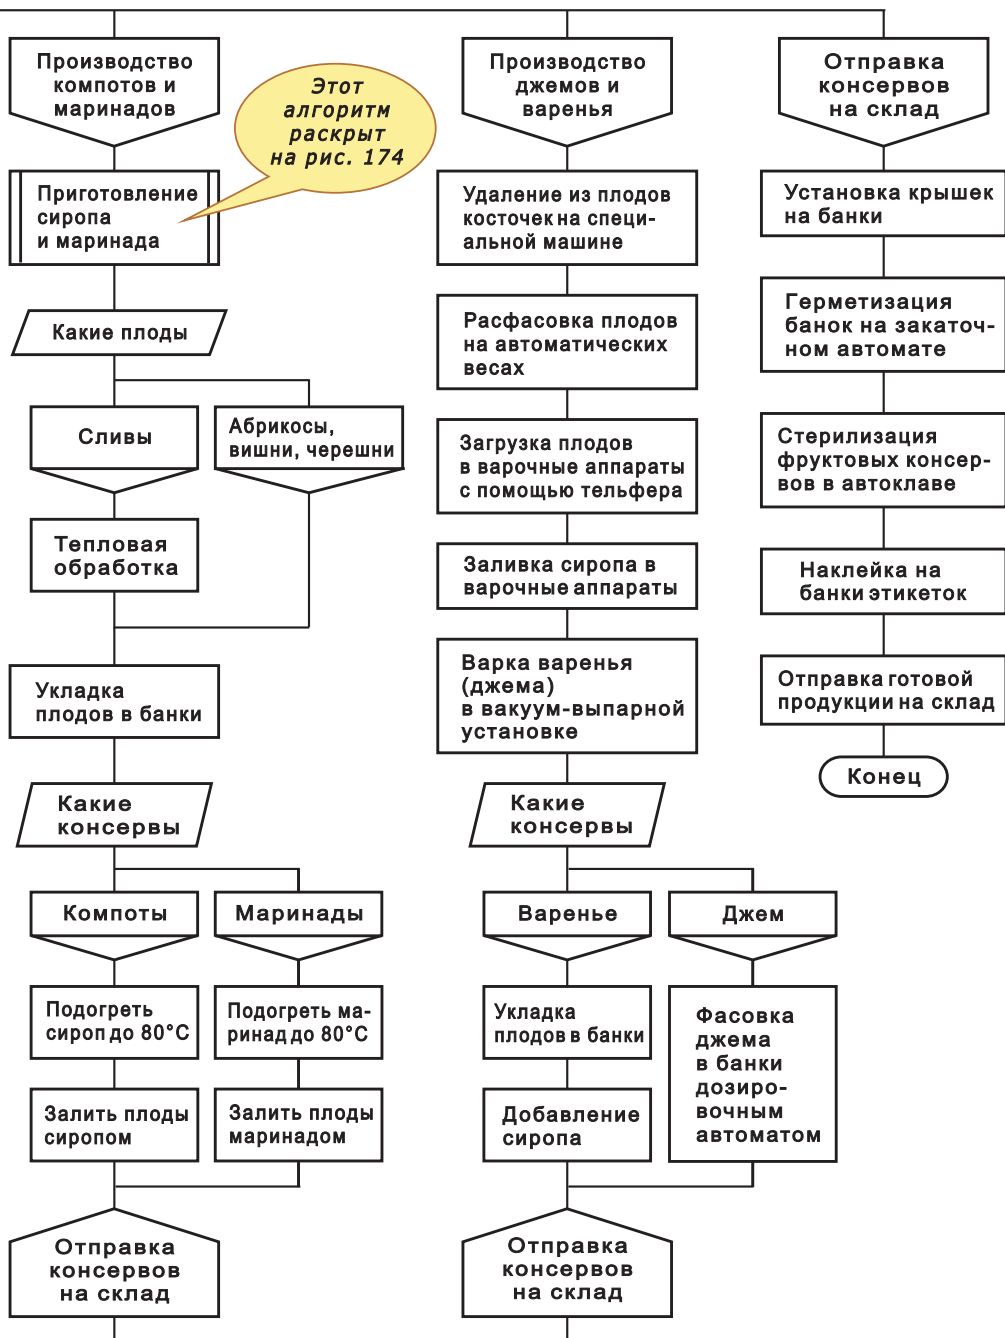 Производство
компотов и
маринадов
Этот
алгоритм
раскрыт
на рис. 174
Приготовление
сиропа
и маринада
Какие плоды
Сливы
Абрикосы,
вишни, черешни
Тепловая
обработка
Укладка
плодов в банки
Какие
консервы
Компоты
Маринады
Подогреть
сироп до 80°С
Подогреть ма-
ринад до 80°С
Залить плоды
сиропом
Залить плоды
маринадом
Отправка
консервов
на склад
Производство
джемов и
варенья
Удаление из плодов
косточек на специ-
альной машине
Расфасовка плодов
на автоматических
весах
Загрузка плодов
в варочные аппараты
с помощью тельфера
Заливка сиропа в
варочные аппараты
Варка варенья
(джема)
в вакуум-выпарной
установке
Какие
консервы
Варенье
Джем
Укладка
плодов в банки
Добавление
сиропа
Фасовка
джема
в банки
дозиро-
вочным
автоматом
Отправка
консервов
на склад
Отправка
консервов
на склад
Установка крышек
на банки
Герметизация
банок на закаточ-
ном автомате
Стерилизация
фруктовых консер-
вов в автоклаве
Наклейка на
банки этикеток
Отправка готовой
продукции на склад
Конец